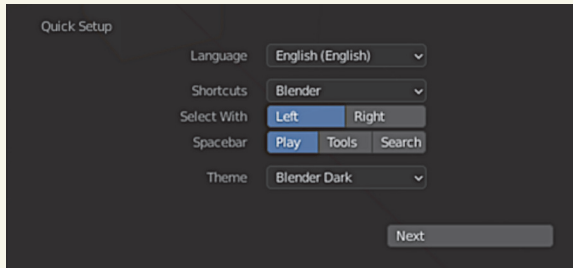 Quick Setup
Language English (English)
Shortcuts Blender
Select With Left Right
Spacebar Play Tools Search
Theme Blender Dark
Next